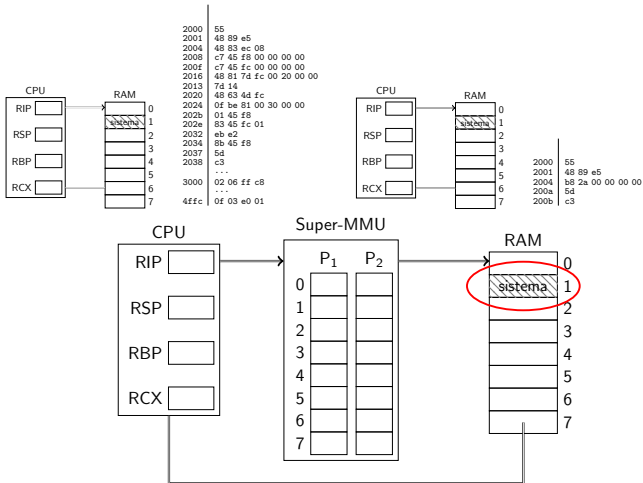 2000 55
2001 48 89 e5
2004 48 83 ec 08
2008 c7 45 f8 00 00 00 00
200f c7 45 fc 00 00 00 00
2016 48 81 7d fc 00 20 00 00
2013 7d 14
2020 48 63 4d fc
2024 0f be 81 00 30 00 00
202b 01 45 f8
202e 83 45 fc 01
2032 eb e2
2034 8b 45 f8
2037 5d
2038 c3
...
3000 02 06 ff c8
...
4ffc 0f 03 e0 01
CPU
RIP
RSP
RBP
RCX
RAM
0
sistema 1
2
3
4
5
6
7
CPU
RIP
RSP
RBP
RCX
RAM
0
sistema 1
2
3
4
5
6
7
2000 55
2001 48 89 e5
2004 b8 2a 00 00 00 00
200a 5d
200b c3
CPU
RIP
RSP
RBP
RCX
Super-MMU
P1 P2
0
1
2
3
4
5
6
7
RAM
0
sistema 1
2
3
4
5
6
7